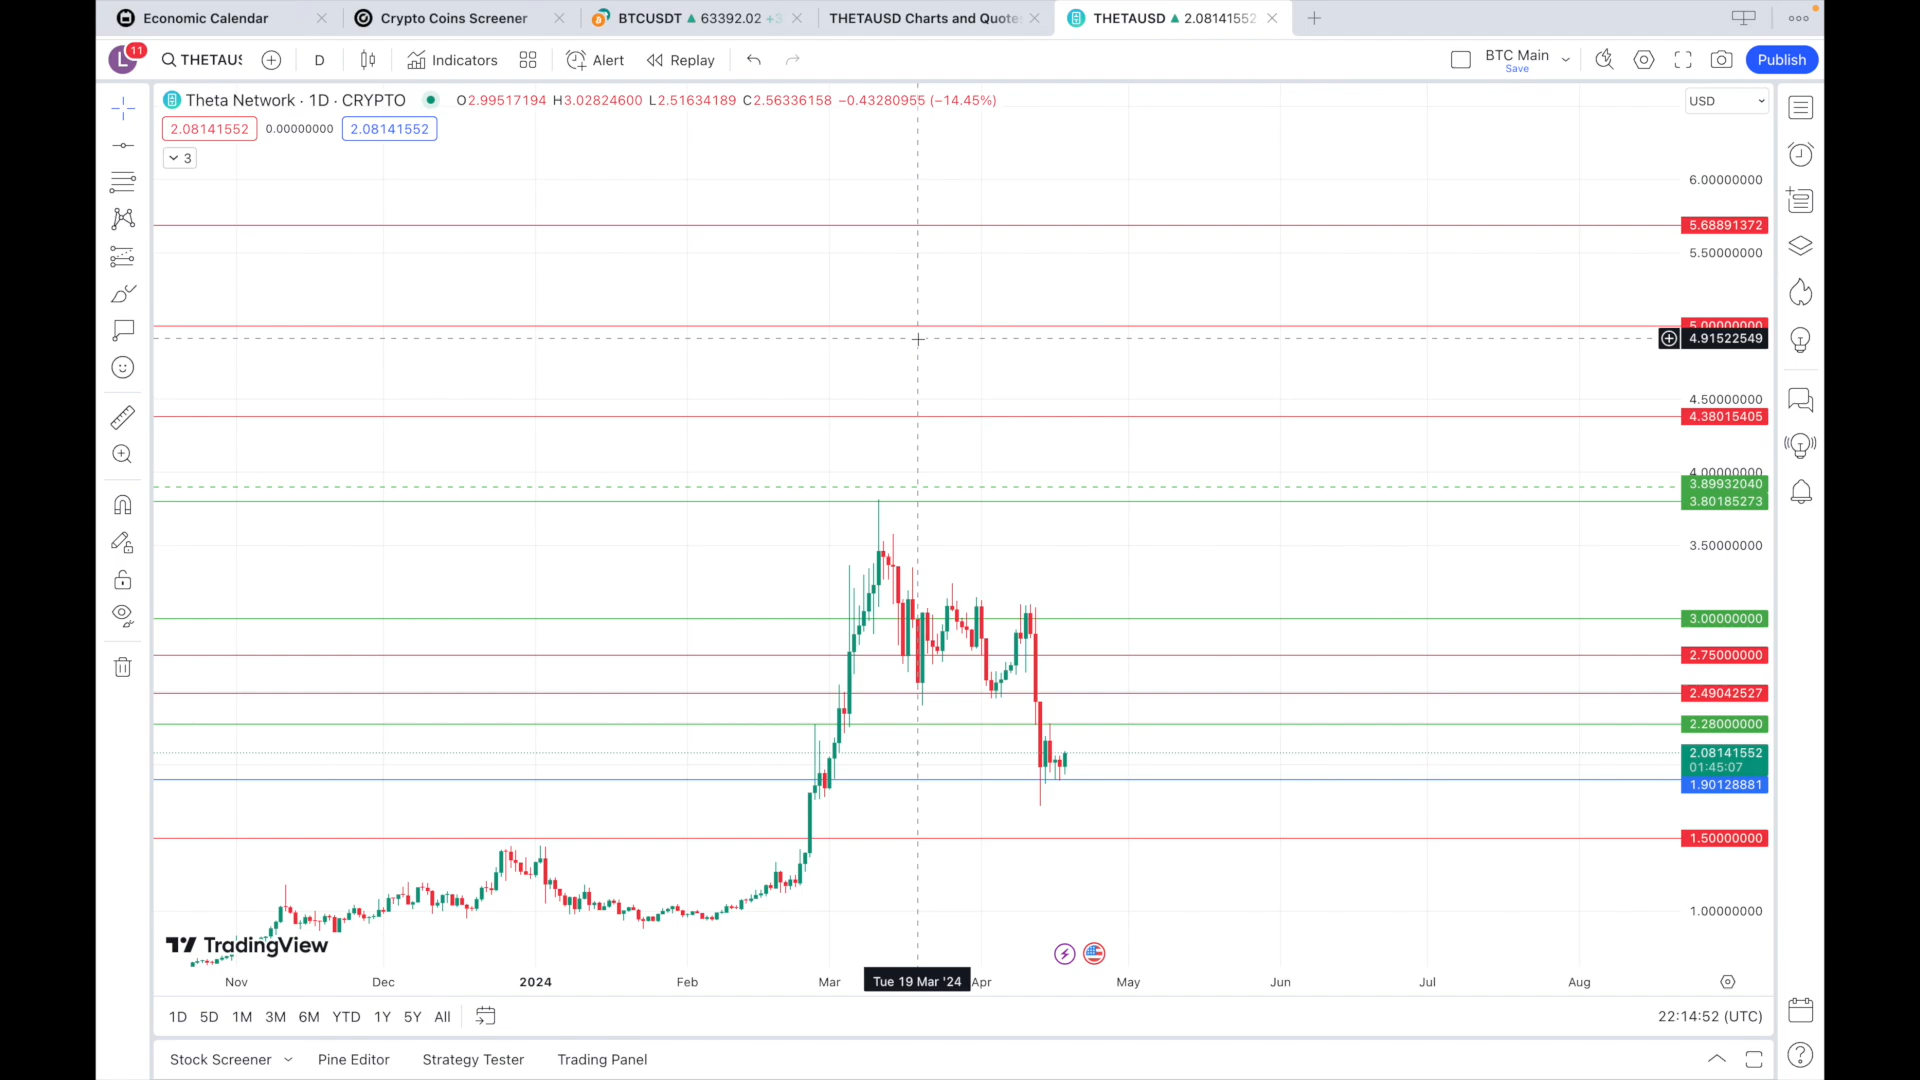 Economic Calendar
Crypto Coins Screener
BTCUSDT ▲ 63392.02 +3
THETAUSD Charts and Quote
THETAUSD ▲ 2.08141552
L 11 THETAUS D Indicators Alert Replay BTC Main Save Publish
Theta Network · 1D · CRYPTO O2.99517194 H3.02824600 L2.51634189 C2.56336158 −0.43280955 (−14.45%)
USD
2.08141552 0.00000000 2.08141552
3
6.00000000
5.68891372
5.50000000
5.00000000
4.91522549
4.50000000
4.38015405
4.00000000
3.89932040
3.80185273
3.50000000
3.00000000
2.75000000
2.49042527
2.28000000
2.08141552
01:45:07
1.90128881
1.50000000
1.00000000
TradingView
Nov Dec 2024 Feb Mar Tue 19 Mar '24 Apr May Jun Jul Aug
1D 5D 1M 3M 6M YTD 1Y 5Y All 22:14:52 (UTC)
Stock Screener Pine Editor Strategy Tester Trading Panel